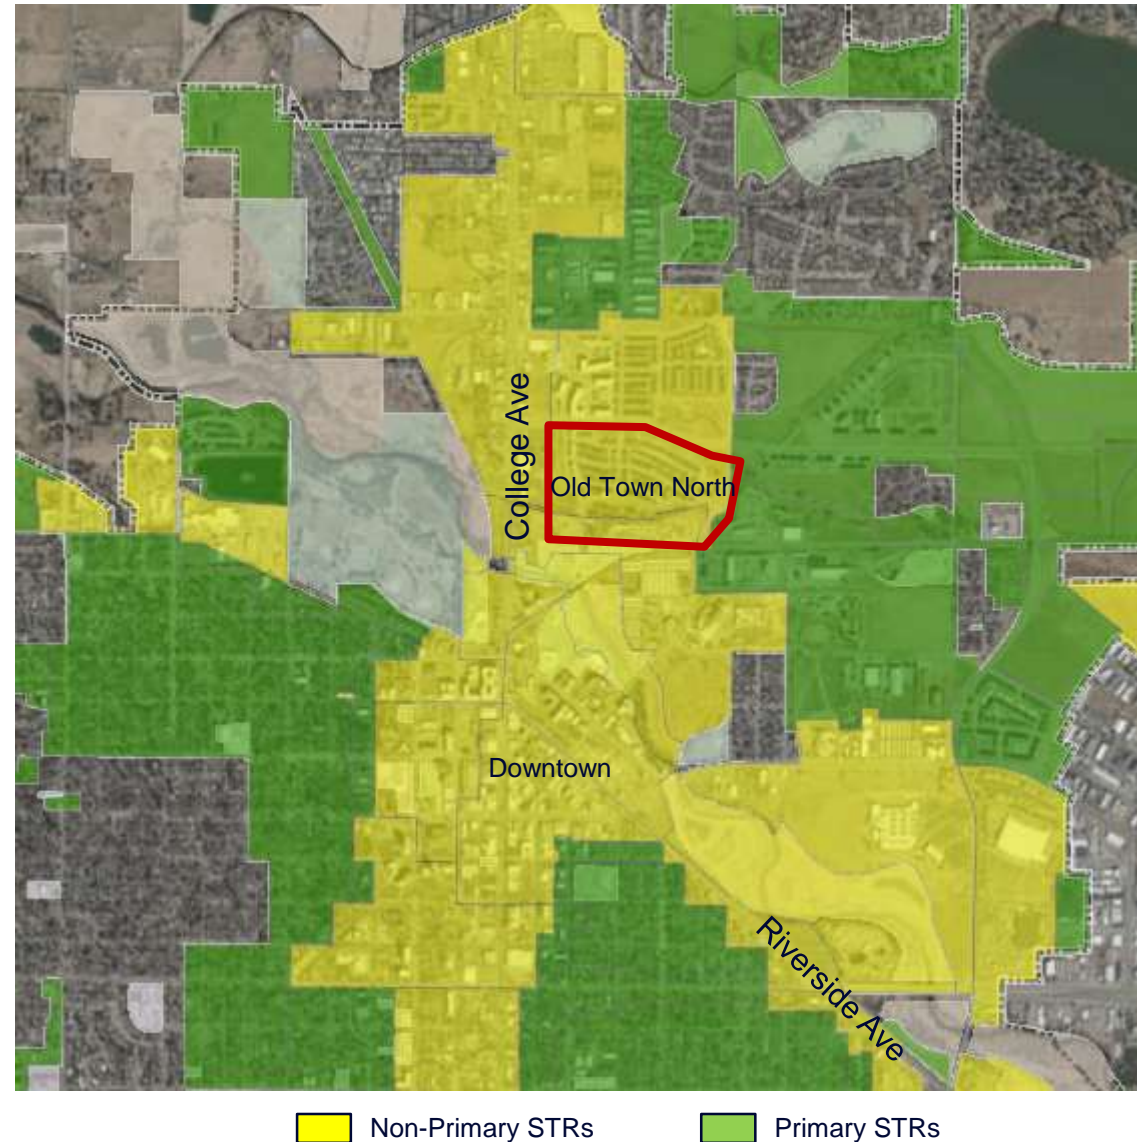 College Ave
Old Town North
Downtown
Riverside Ave
Non-Primary STRs
Primary STRs